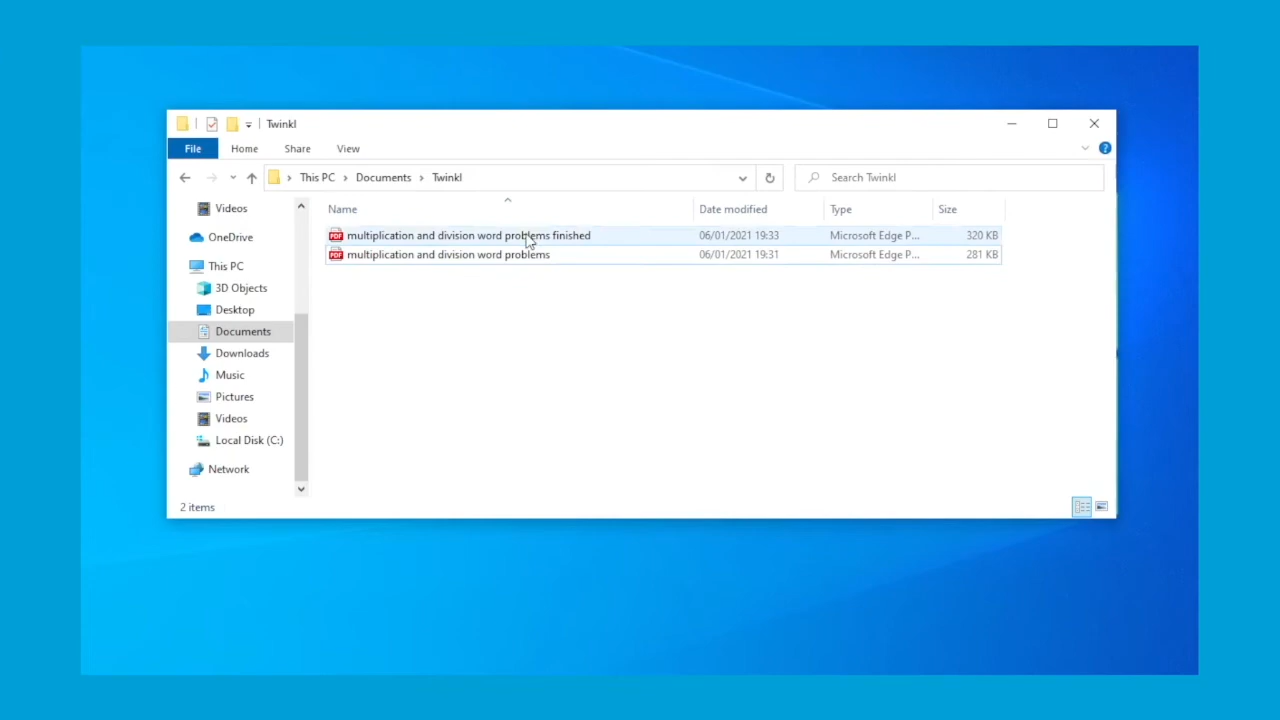 Twinkl
File Home Share View
This PC Documents Twinkl Search Twinkl
Name Date modified Type Size
multiplication and division word problems finished 06/01/2021 19:33 Microsoft Edge P... 320 KB
multiplication and division word problems 06/01/2021 19:31 Microsoft Edge P... 281 KB
Videos
OneDrive
This PC
3D Objects
Desktop
Documents
Downloads
Music
Pictures
Videos
Local Disk (C:)
Network
2 items